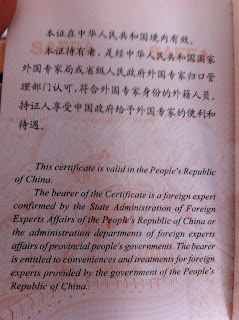 本证在中华人民共和国境内有效。
本证持有者，是经中华人民共和国国家
外国专家局或省级人民政府外国专家归口管
理部门认可，符合外国专家身份的外籍人员，
持证人享受中国政府给予外国专家的便利和
待遇。
This certificate is valid in the People's Republic
of China.
The bearer of the Certificate is a foreign expert
confirmed by the State Administration of Foreign
Experts Affairs of the People's Republic of China or
the administration departments of foreign experts
affairs of provincial people's governments. The bearer
is entitled to conveniences and treatments for foreign
experts provided by the government of the People's
Republic of China.